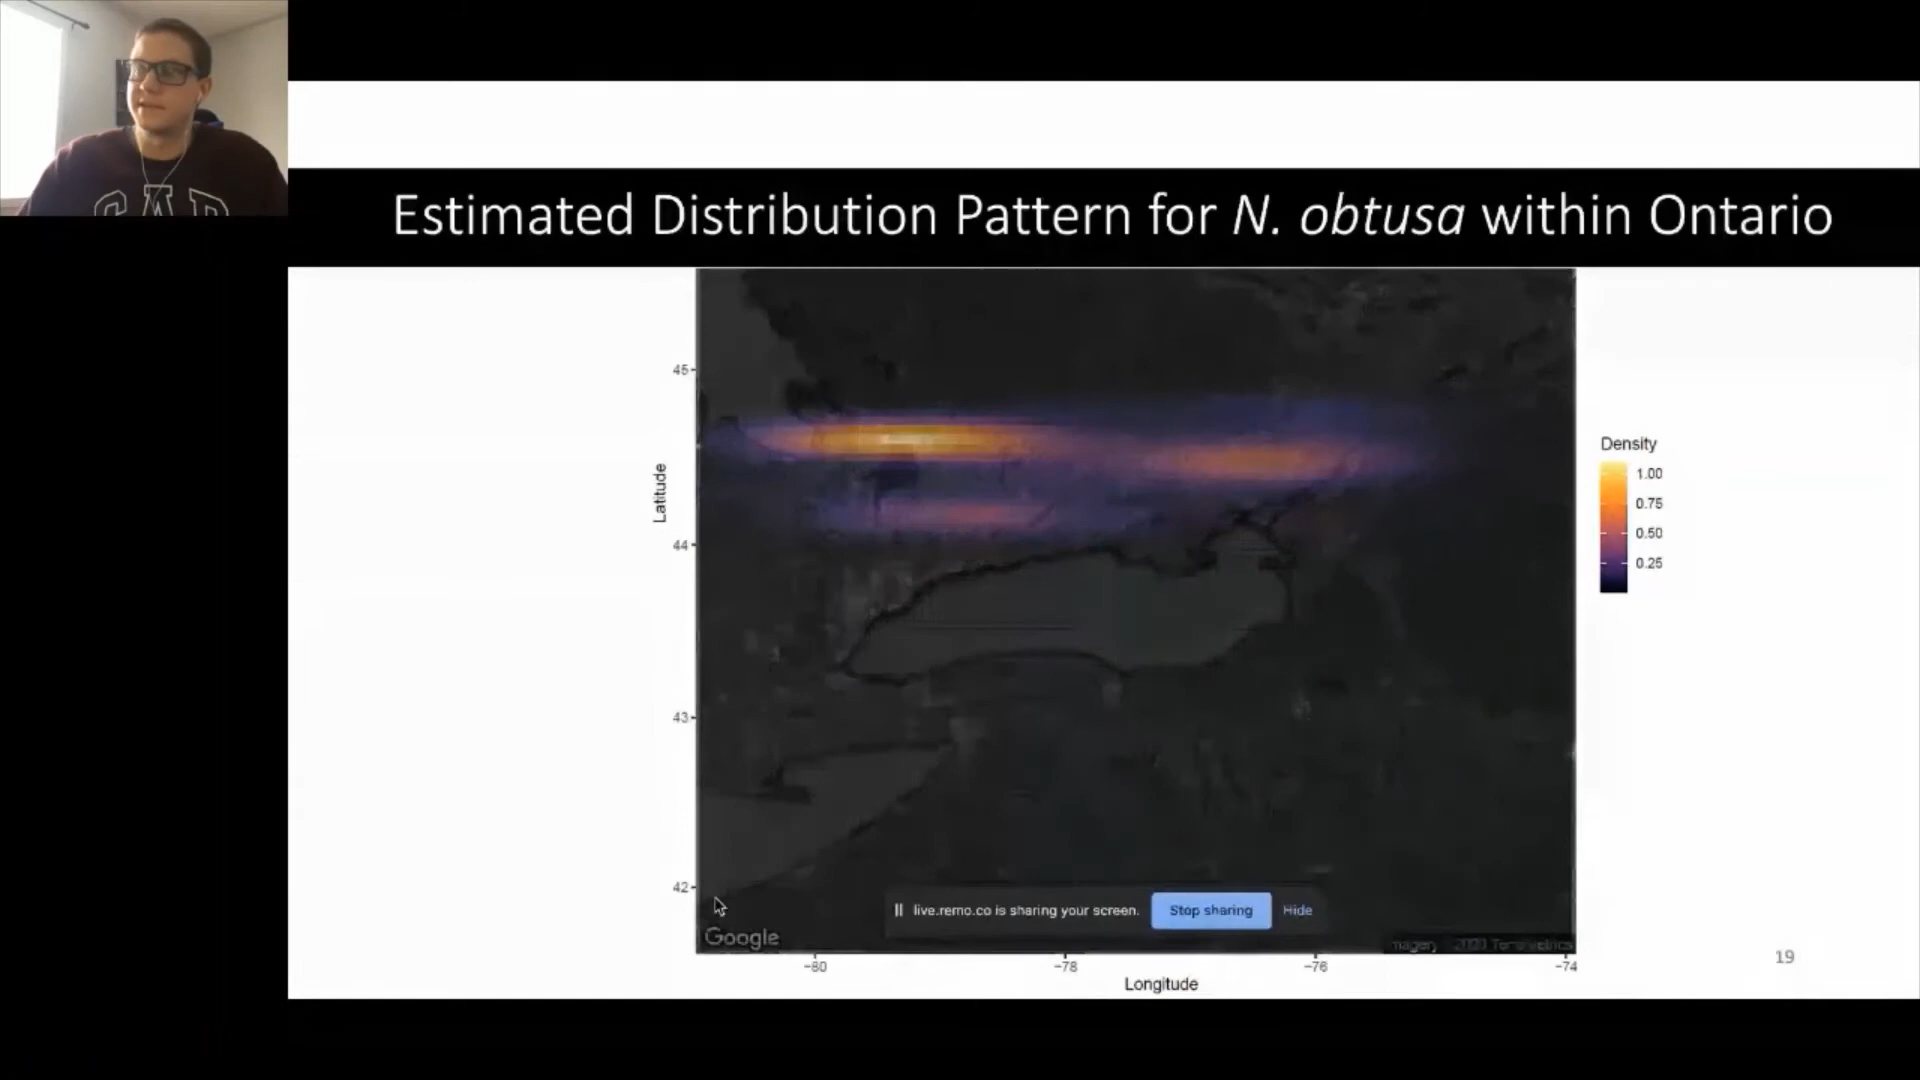 GAP
Estimated Distribution Pattern for N. obtusa within Ontario
45
44
43
42
Latitude
Density
1.00
0.75
0.50
0.25
live.remo.co is sharing your screen.
Stop sharing
Hide
Google
-80
-78
-76
-74
Longitude
19